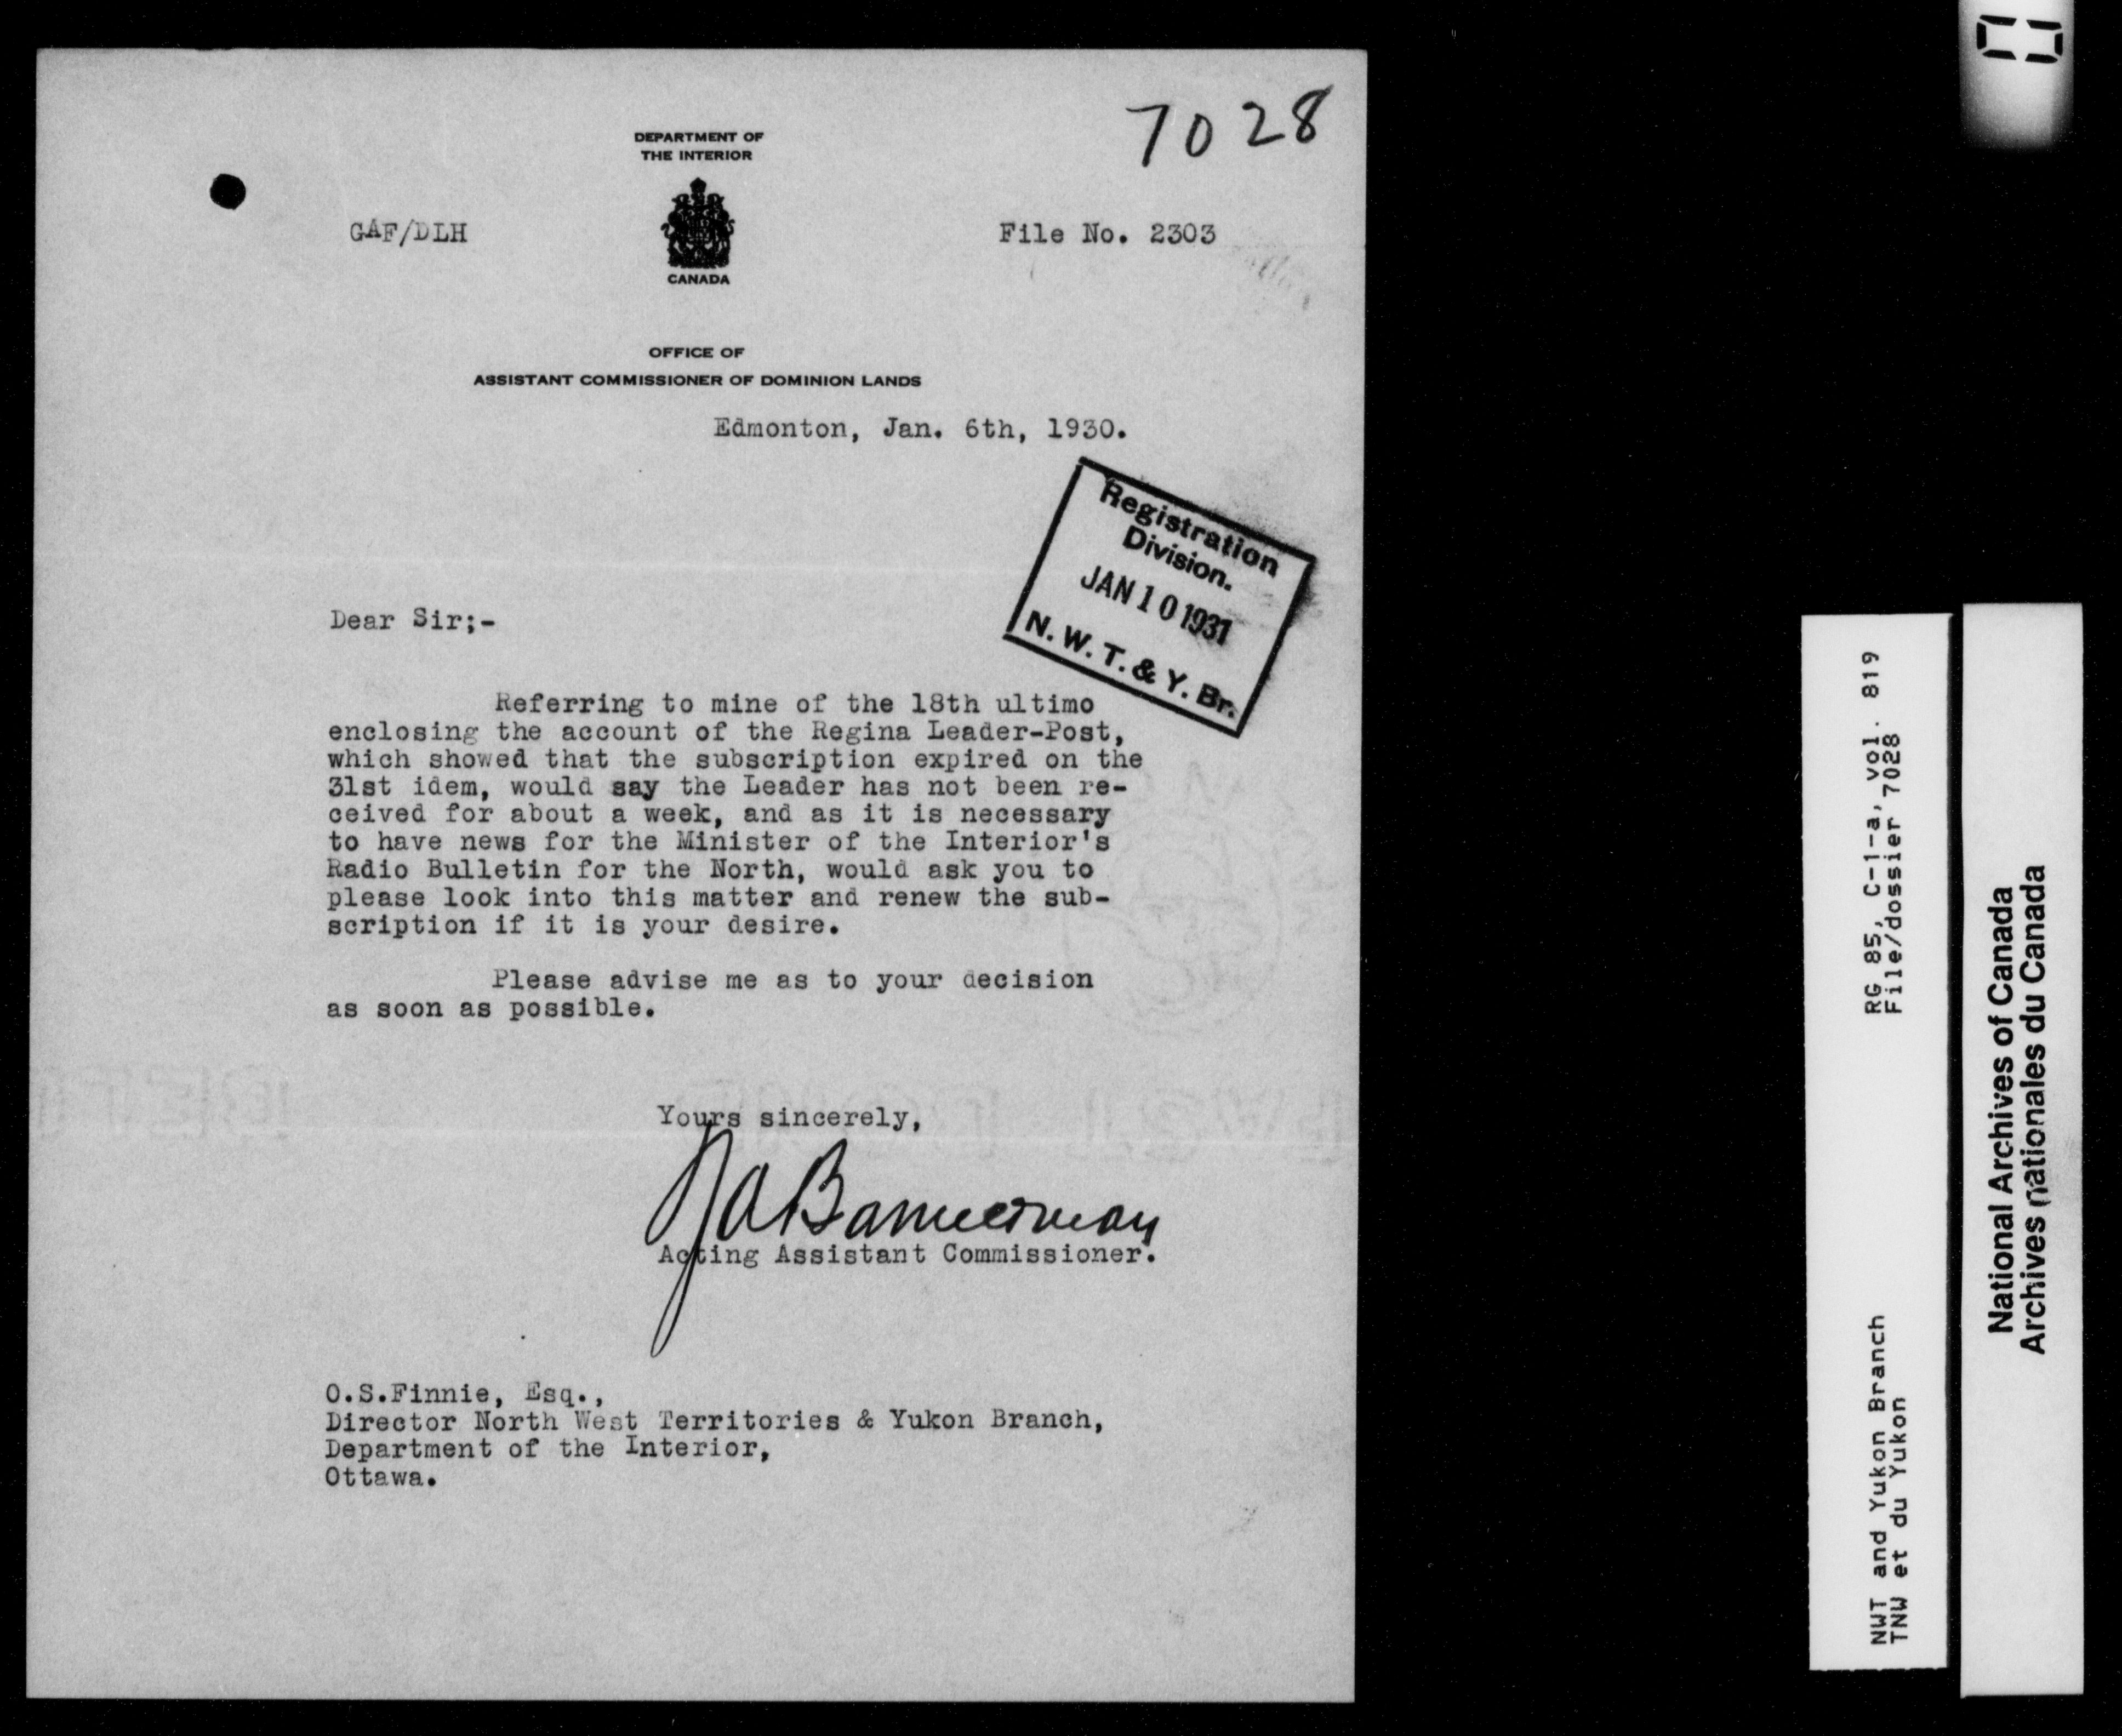 7028
DEPARTMENT OF
THE INTERIOR
GAF/DLH
File No. 2303
CANADA
OFFICE OF
ASSISTANT COMMISSIONER OF DOMINION LANDS
Edmonton, Jan. 6th, 1930.
Registration
Division.
JAN 10 1931
N. W. T. & Y. Br.
Dear Sir;-
Referring to mine of the 18th ultimo
enclosing the account of the Regina Leader-Post,
which showed that the subscription expired on the
31st idem, would say the Leader has not been re-
ceived for about a week, and as it is necessary
to have news for the Minister of the Interior's
Radio Bulletin for the North, would ask you to
please look into this matter and renew the sub-
scription if it is your desire.
Please advise me as to your decision
as soon as possible.
Yours sincerely,
Bannerman
Acting Assistant Commissioner.
O.S.Finnie, Esq.,
Director North West Territories & Yukon Branch,
Department of the Interior,
Ottawa.
RG 85, C-1-a, vol. 819
File/dossier 7028
NWT and Yukon Branch
TNW et du Yukon
National Archives of Canada
Archives nationales du Canada